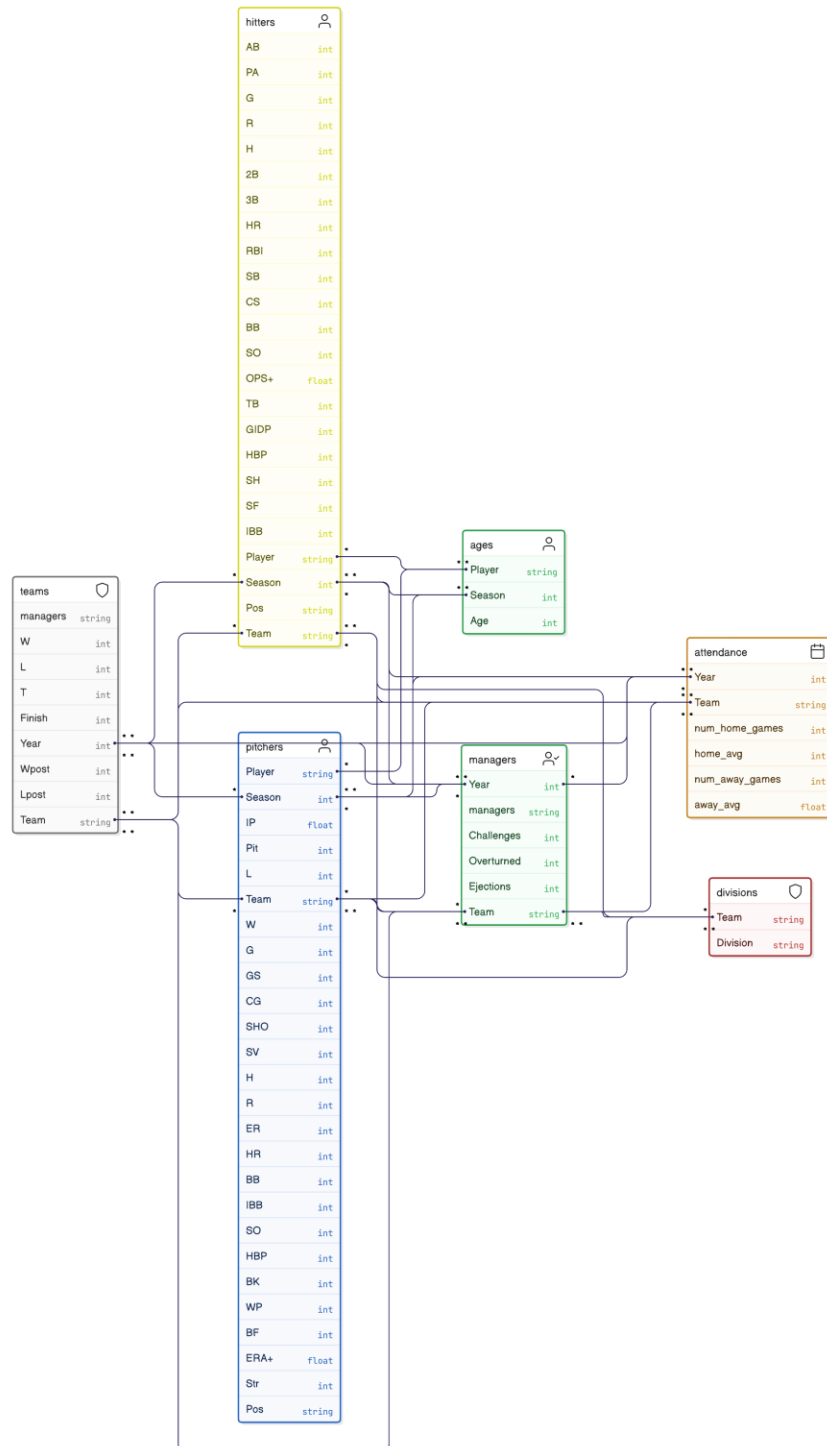 hitters
AB int
PA int
G int
R int
H int
2B int
3B int
HR int
RBI int
SB int
CS int
BB int
SO int
OPS+ float
TB int
GIDP int
HBP int
SH int
SF int
IBB int
Player string
Season int
Pos string
Team string
teams
managers string
W int
L int
T int
Finish int
Year int
Wpost int
Lpost int
Team string
ages
Player string
Season int
Age int
attendance
Year int
Team string
num_home_games int
home_avg int
num_away_games int
away_avg float
pitchers
Player string
Season int
IP float
Pit int
L int
Team string
W int
G int
GS int
CG int
SHO int
SV int
H int
R int
ER int
HR int
BB int
IBB int
SO int
HBP int
BK int
WP int
BF int
ERA+ float
Str int
Pos string
managers
Year int
managers string
Challenges int
Overturned int
Ejections int
Team string
divisions
Team string
Division string